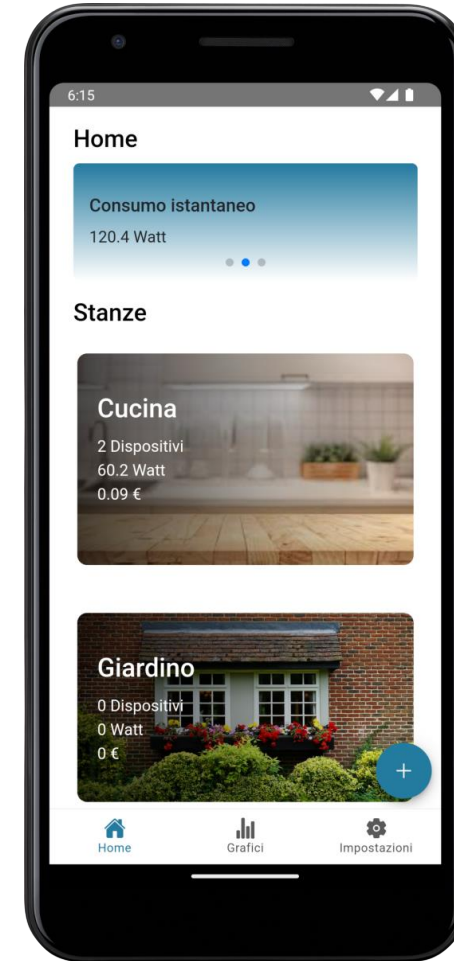 6:15
Home
Consumo istantaneo
120.4 Watt
Stanze
Cucina
2 Dispositivi
60.2 Watt
0.09 €
Giardino
0 Dispositivi
0 Watt
0 €
+
Home
Grafici
Impostazioni